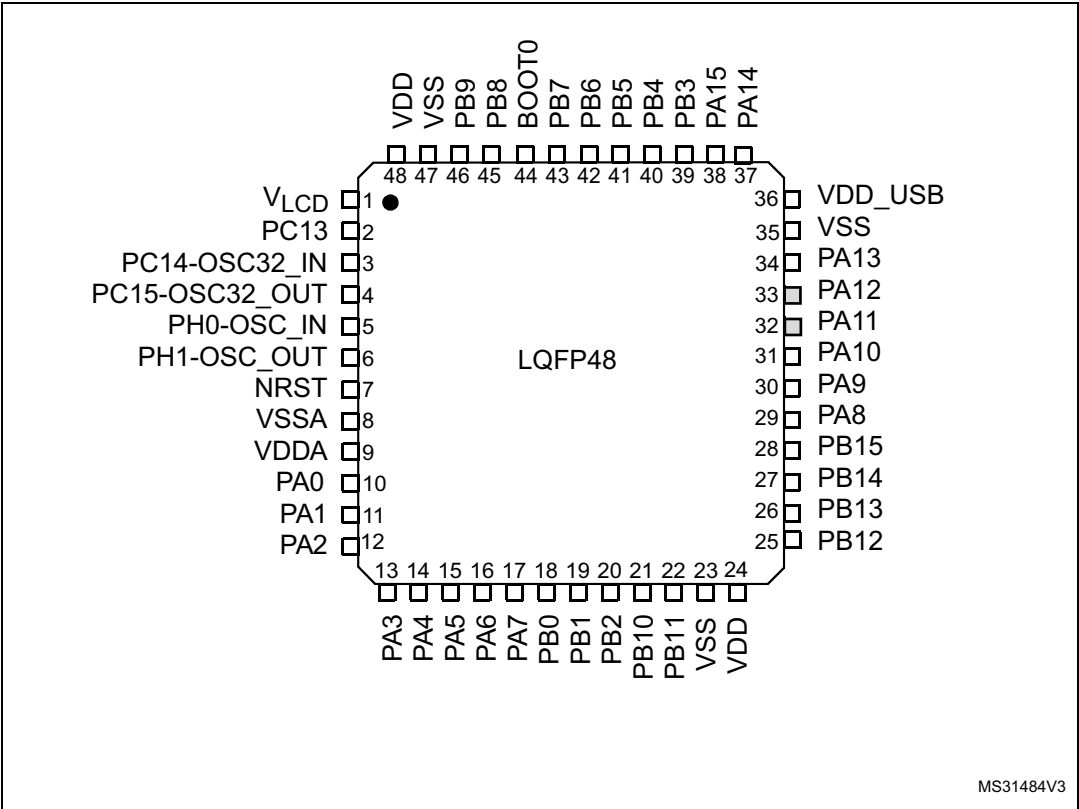 VDD
VSS
PB9
PB8
BOOT0
PB7
PB6
PB5
PB4
PB3
PA15
PA14
48 47 46 45 44 43 42 41 40 39 38 37
VLCD 1
PC13 2
PC14-OSC32_IN 3
PC15-OSC32_OUT 4
PH0-OSC_IN 5
PH1-OSC_OUT 6
NRST 7
VSSA 8
VDDA 9
PA0 10
PA1 11
PA2 12
LQFP48
36 VDD_USB
35 VSS
34 PA13
33 PA12
32 PA11
31 PA10
30 PA9
29 PA8
28 PB15
27 PB14
26 PB13
25 PB12
13 14 15 16 17 18 19 20 21 22 23 24
PA3
PA4
PA5
PA6
PA7
PB0
PB1
PB2
PB10
PB11
VSS
VDD
MS31484V3